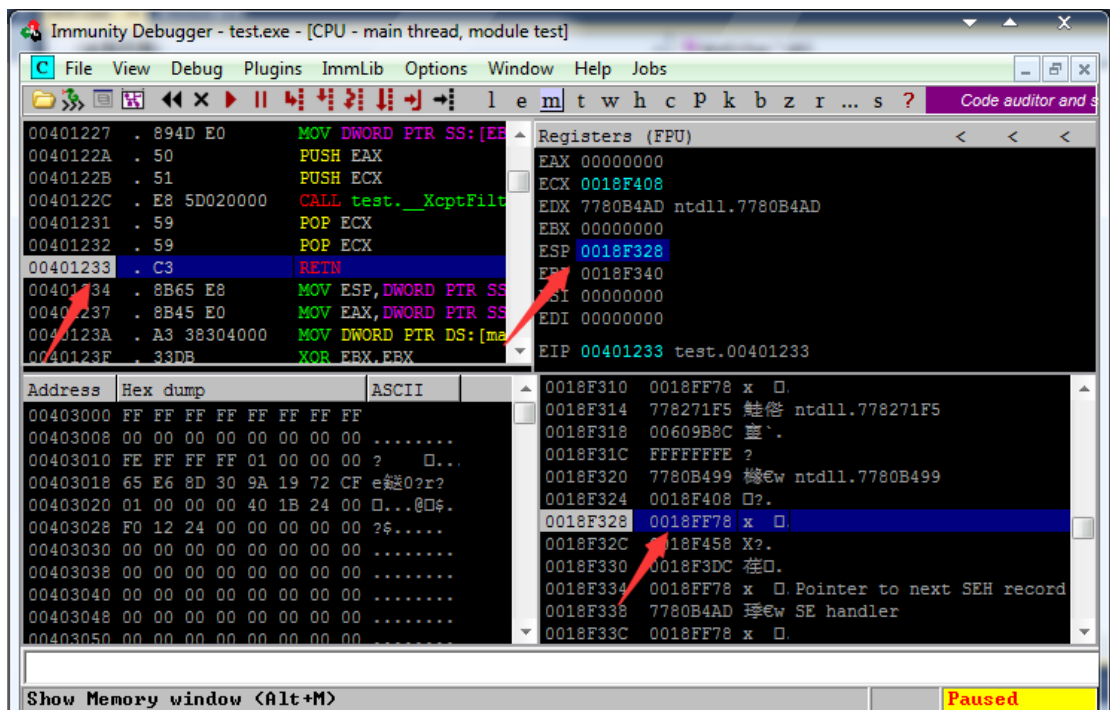 Immunity Debugger - test.exe - [CPU - main thread, module test]
C File View Debug Plugins ImmLib Options Window Help Jobs
l e m t w h c P k b z r ... s ? Code auditor and s
00401227 . 894D E0 MOV DWORD PTR SS:[EB
0040122A . 50 PUSH EAX
0040122B . 51 PUSH ECX
0040122C . E8 5D020000 CALL test.__XcptFilt
00401231 . 59 POP ECX
00401232 . 59 POP ECX
00401233 . C3 RETN
00401234 . 8B65 E8 MOV ESP,DWORD PTR SS
00401237 . 8B45 E0 MOV EAX,DWORD PTR SS
0040123A . A3 38304000 MOV DWORD PTR DS:[ma
0040123F . 33DB XOR EBX,EBX
Registers (FPU) < < <
EAX 00000000
ECX 0018F408
EDX 7780B4AD ntdll.7780B4AD
EBX 00000000
ESP 0018F328
EBP 0018F340
ESI 00000000
EDI 00000000
EIP 00401233 test.00401233
Address Hex dump ASCII
00403000 FF FF FF FF FF FF FF FF
00403008 00 00 00 00 00 00 00 00 ........
00403010 FE FF FF FF 01 00 00 00 ?
00403018 65 E6 8D 30 9A 19 72 CF
00403020 01 00 00 00 40 1B 24 00
00403028 F0 12 24 00 00 00 00 00 ?$.....
00403030 00 00 00 00 00 00 00 00 ........
00403038 00 00 00 00 00 00 00 00 ........
00403040 00 00 00 00 00 00 00 00 ........
00403048 00 00 00 00 00 00 00 00 ........
00403050 00 00 00 00 00 00 00 00 ........
0018F310 0018FF78 x
0018F314 778271F5 ntdll.778271F5
0018F318 00609B8C
0018F31C FFFFFFFE ?
0018F320 7780B499 ntdll.7780B499
0018F324 0018F408
0018F328 0018FF78 x
0018F32C 0018F458 X?.
0018F330 0018F3DC
0018F334 0018FF78 x Pointer to next SEH record
0018F338 7780B4AD SE handler
0018F33C 0018FF78 x
Show Memory window (Alt+M) Paused